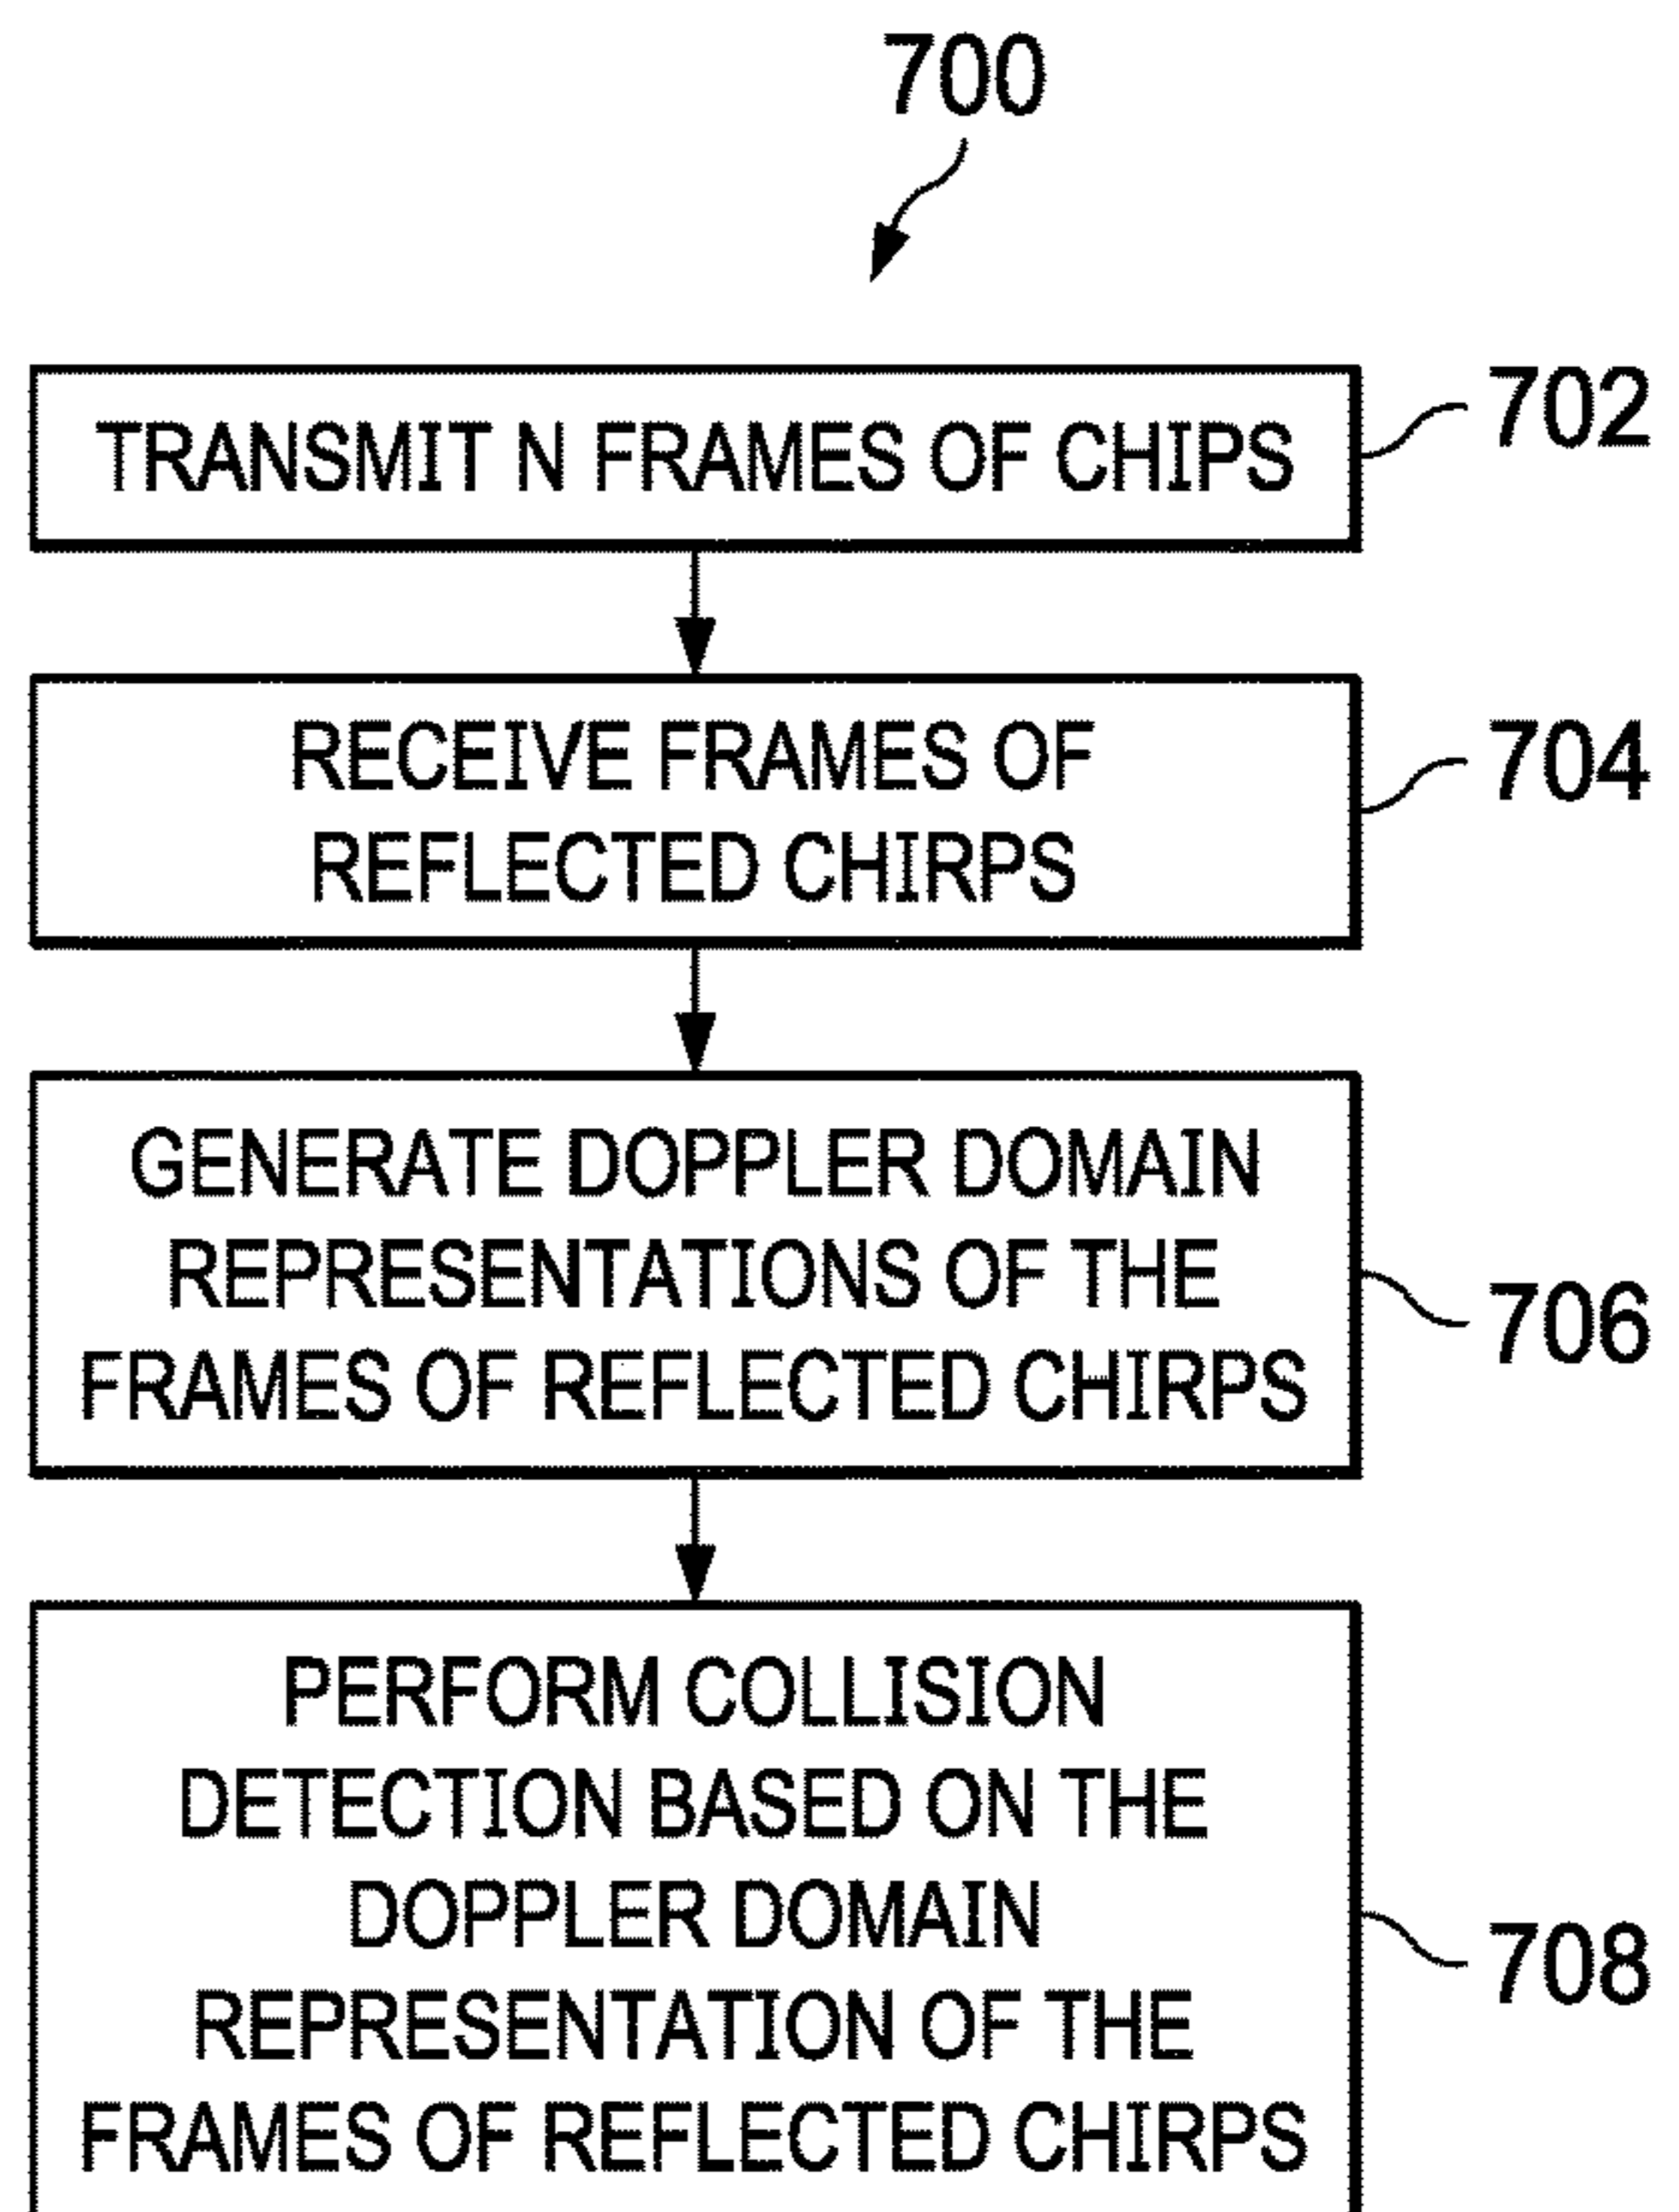 700
TRANSMIT N FRAMES OF CHIPS
702
RECEIVE FRAMES OF
REFLECTED CHIRPS
704
GENERATE DOPPLER DOMAIN
REPRESENTATIONS OF THE
FRAMES OF REFLECTED CHIRPS
706
PERFORM COLLISION
DETECTION BASED ON THE
DOPPLER DOMAIN
REPRESENTATION OF THE
FRAMES OF REFLECTED CHIRPS
708